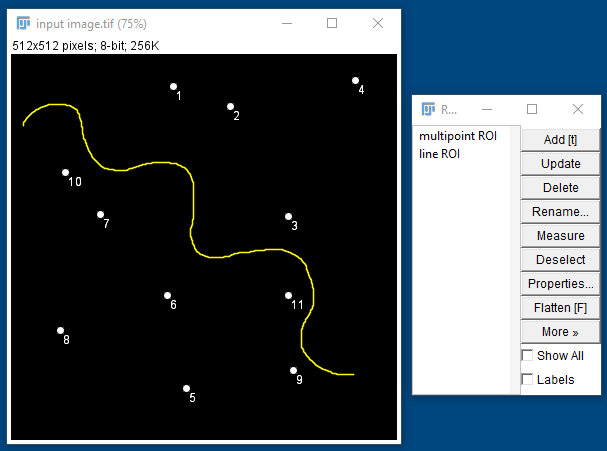 input image.tif (75%)
512x512 pixels; 8-bit; 256K
1
2
4
10
7
3
6
11
8
9
5
R...
multipoint ROI
line ROI
Add [t]
Update
Delete
Rename...
Measure
Deselect
Properties...
Flatten [F]
More »
Show All
Labels